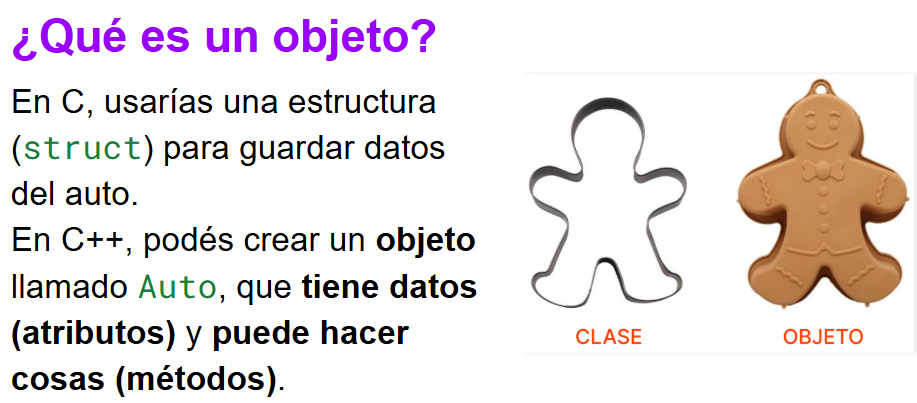 ¿Qué es un objeto?
En C, usarías una estructura
(struct) para guardar datos
del auto.
En C++, podés crear un objeto
llamado Auto, que tiene datos
(atributos) y puede hacer
cosas (métodos).
CLASE
OBJETO